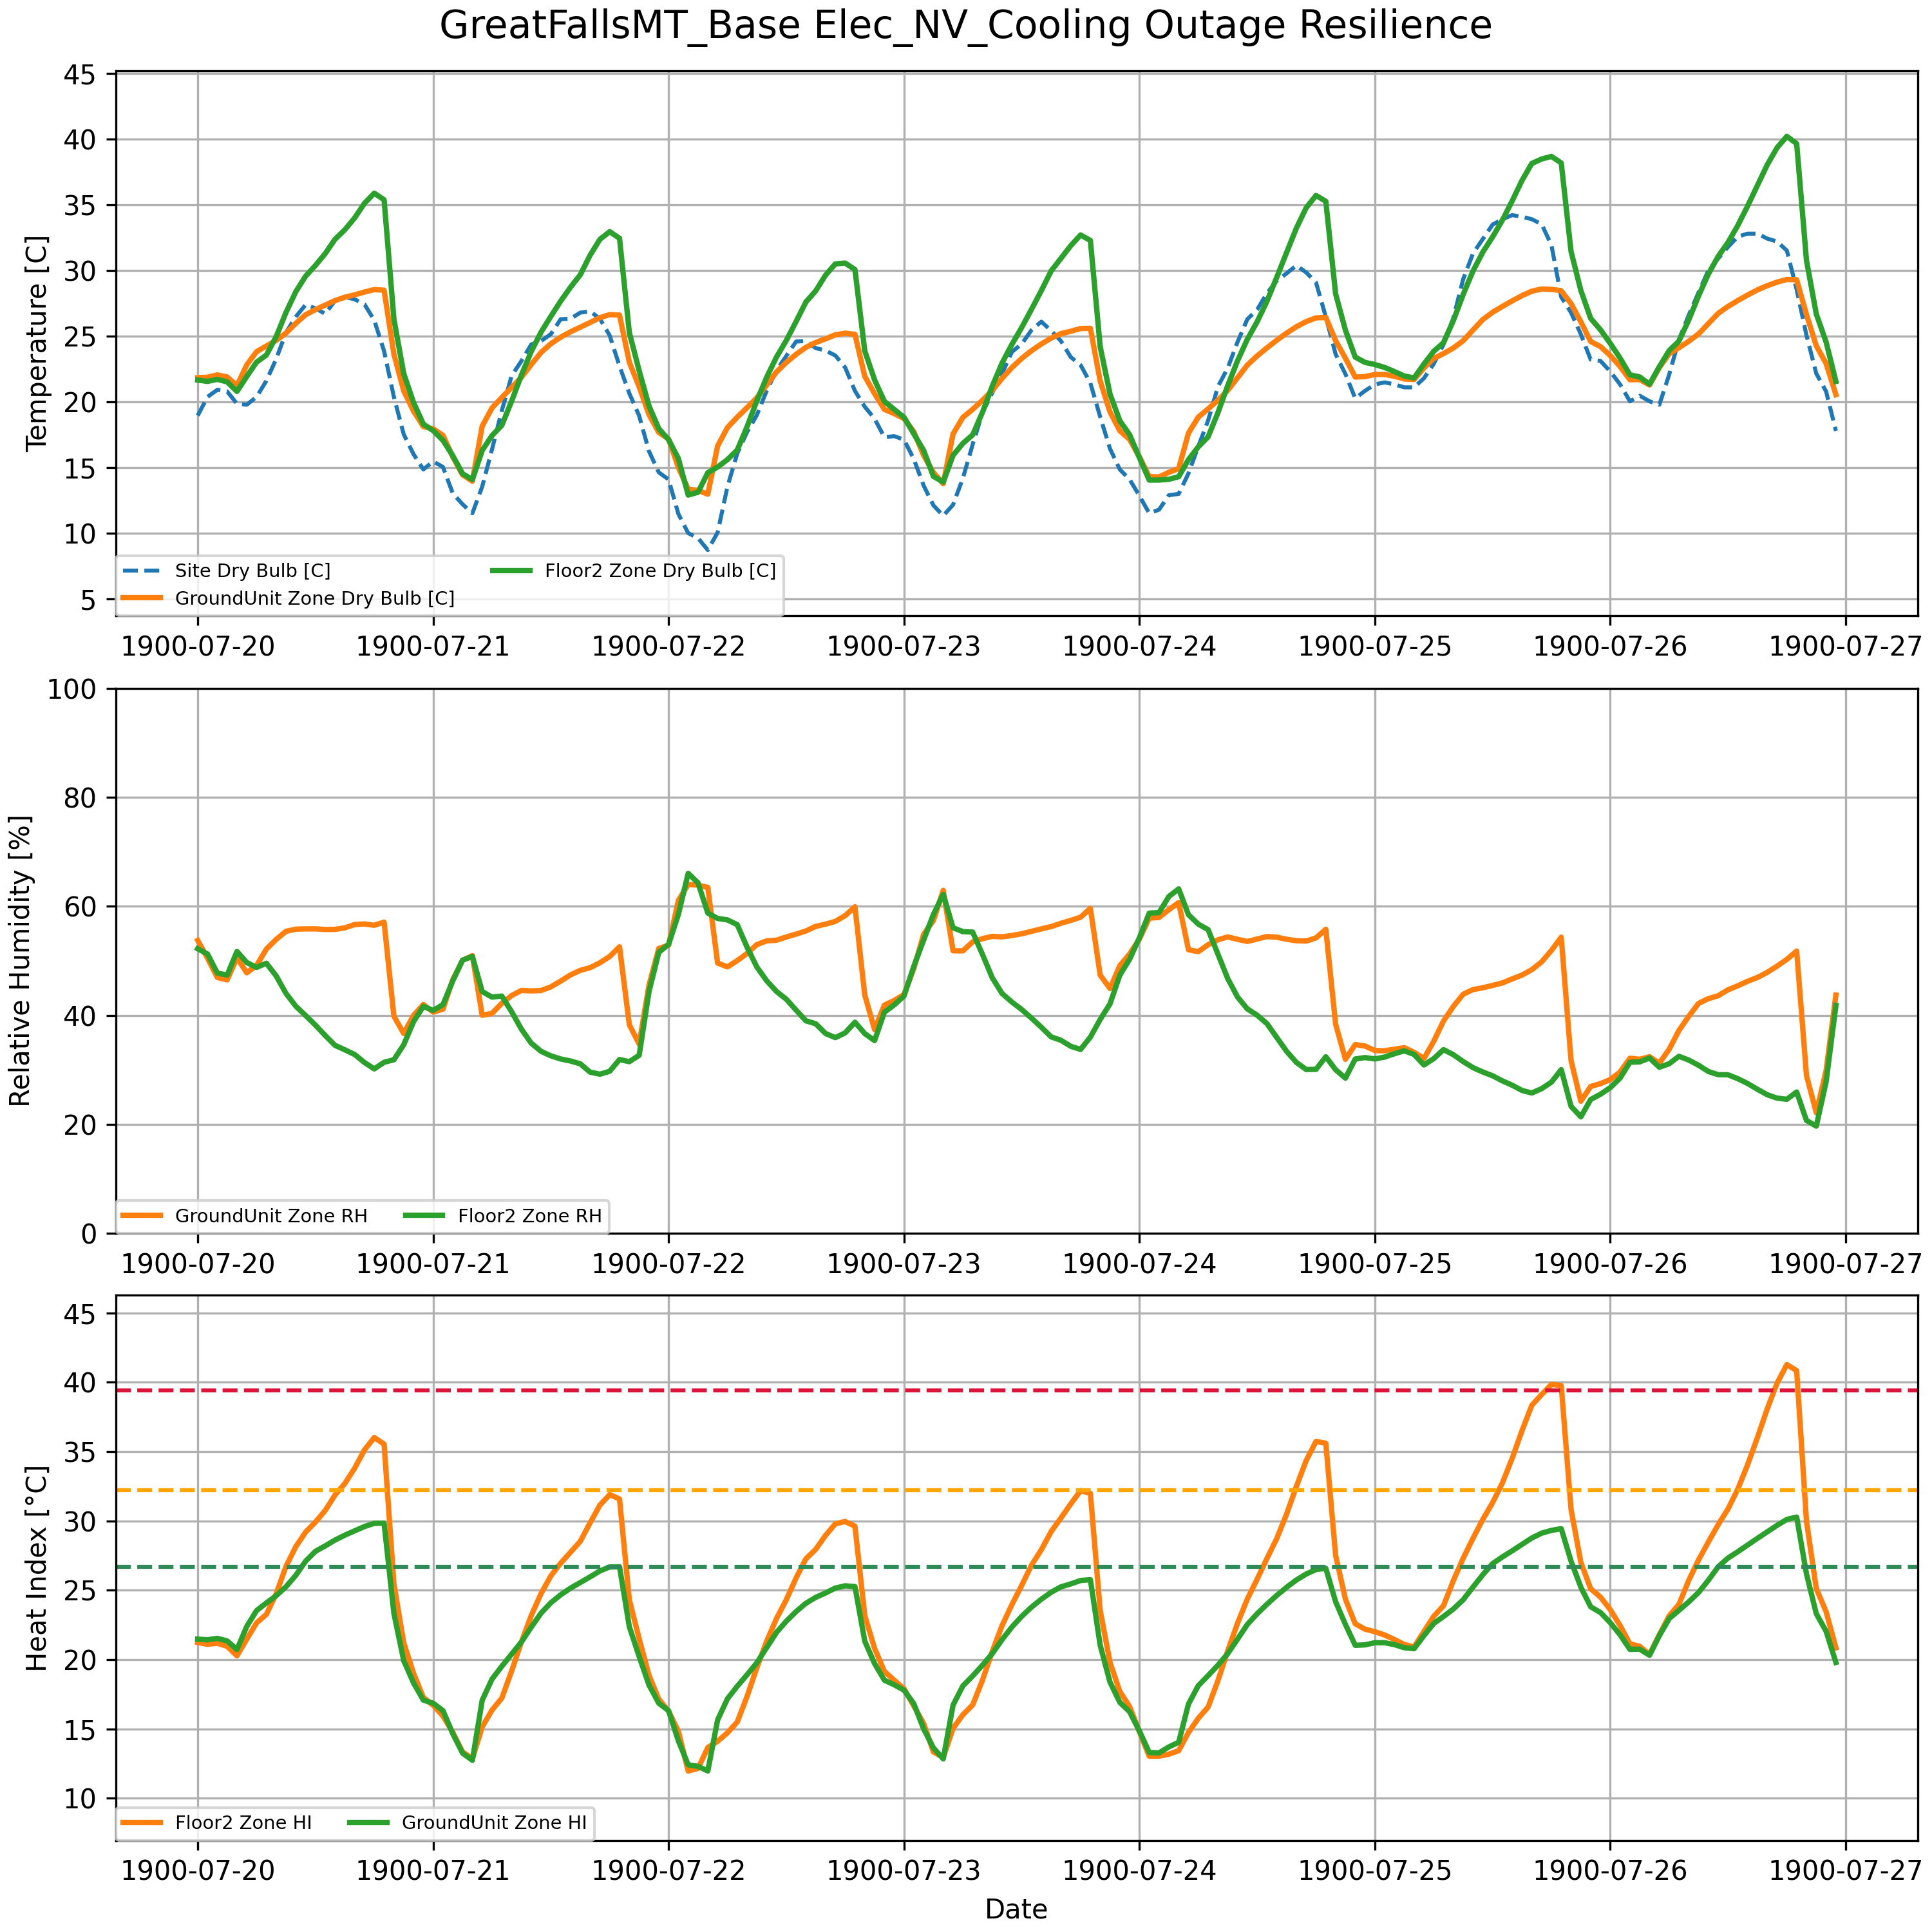 GreatFallsMT_Base Elec_NV_Cooling Outage Resilience
45
40
35
30
25
20
15
10
5
Temperature [C]
Site Dry Bulb [C]
GroundUnit Zone Dry Bulb [C]
Floor2 Zone Dry Bulb [C]
1900-07-20 1900-07-21 1900-07-22 1900-07-23 1900-07-24 1900-07-25 1900-07-26 1900-07-27
100
80
60
40
20
0
Relative Humidity [%]
GroundUnit Zone RH Floor2 Zone RH
1900-07-20 1900-07-21 1900-07-22 1900-07-23 1900-07-24 1900-07-25 1900-07-26 1900-07-27
45
40
35
30
25
20
15
10
Heat Index [°C]
Floor2 Zone HI GroundUnit Zone HI
1900-07-20 1900-07-21 1900-07-22 1900-07-23 1900-07-24 1900-07-25 1900-07-26 1900-07-27
Date